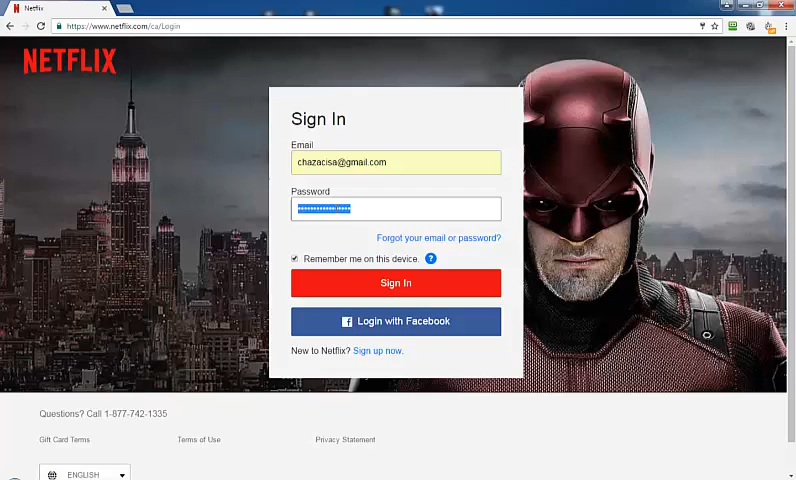 Netflix
https://www.netflix.com/ca/Login
NETFLIX
Sign In
Email
chazacisa@gmail.com
Password
Forgot your email or password?
Remember me on this device. ?
Sign In
f Login with Facebook
New to Netflix? Sign up now.
Questions? Call 1-877-742-1335
Gift Card Terms Terms of Use Privacy Statement
ENGLISH